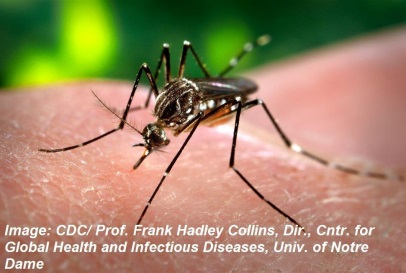 Image: CDC/ Prof. Frank Hadley Collins, Dir., Cntr. for
Global Health and Infectious Diseases, Univ. of Notre
Dame